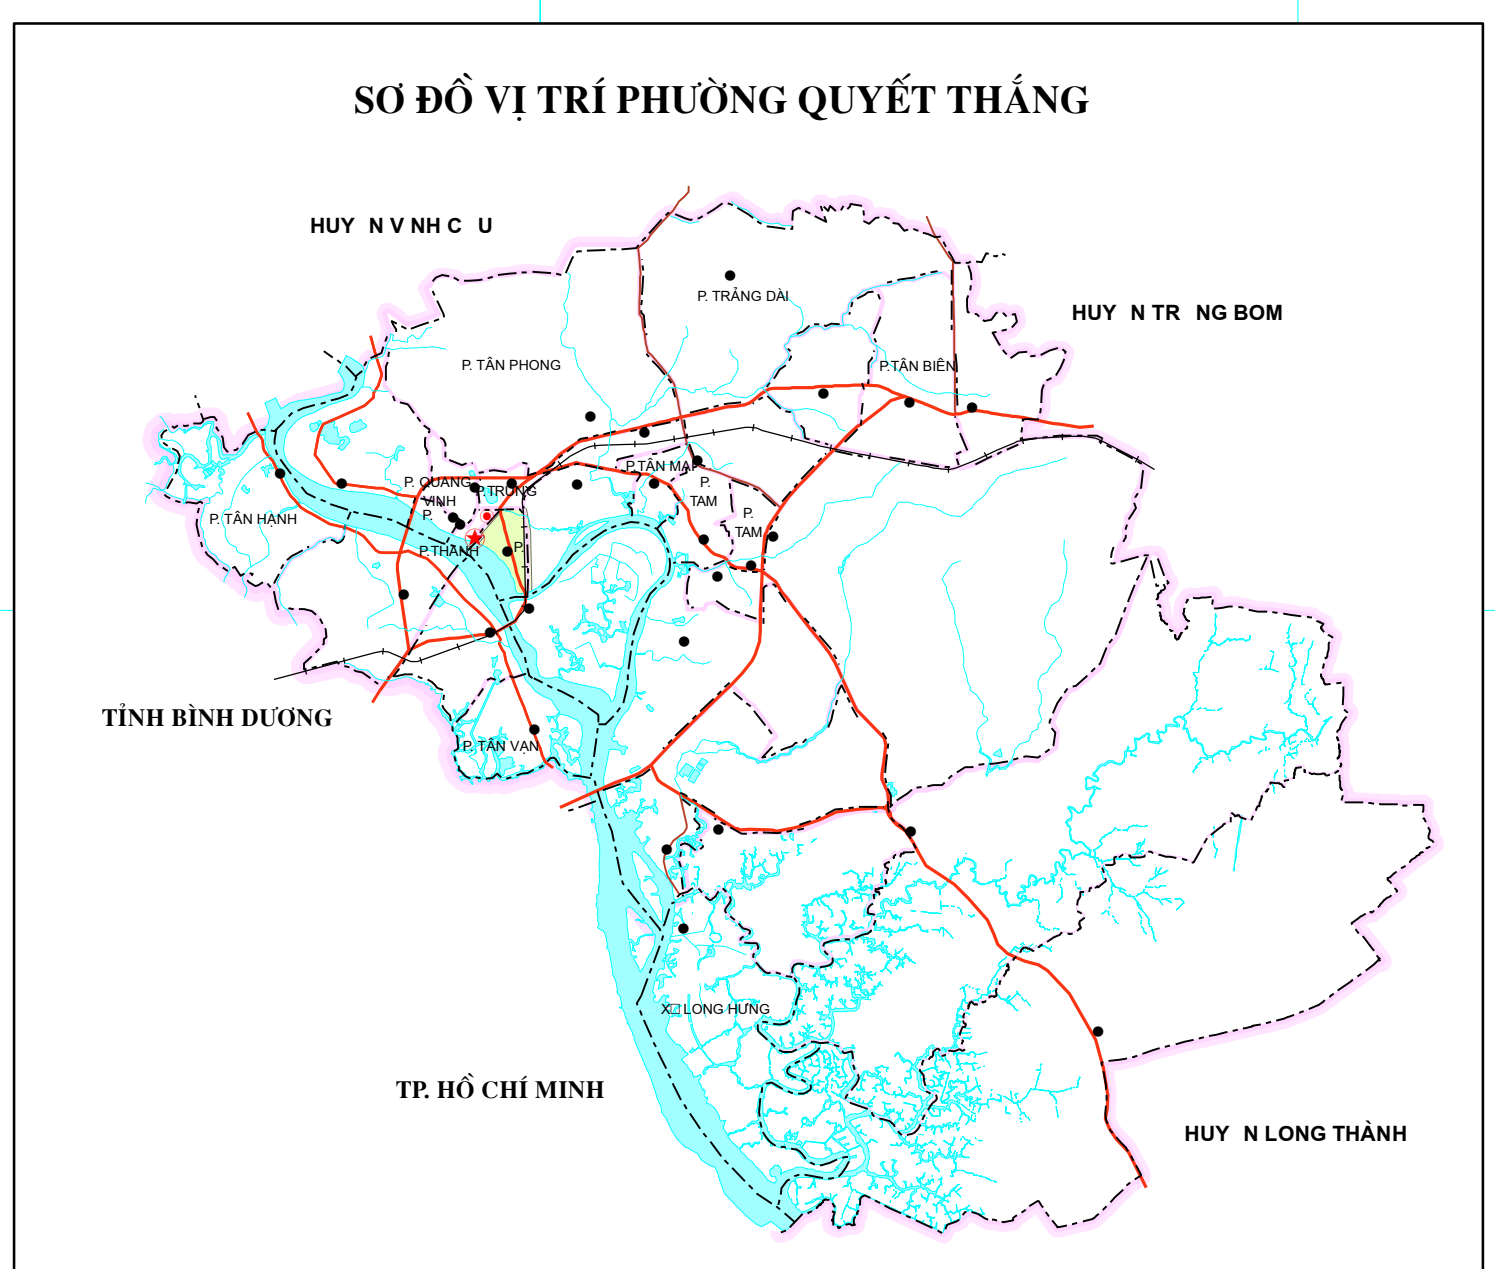 SƠ ĐỒ VỊ TRÍ PHƯỜNG QUYẾT THẮNG
HUY N V NH C U
P. TRẢNG DÀI
HUY N TR NG BOM
P. TÂN PHONG
P.TÂN BIÊN
P.TÂN MAI
P. QUANG
VINH
P.TRUNG
P.
TAM
P.
P.
TAM
P. TÂN HẠNH
P.THANH
P.
TỈNH BÌNH DƯƠNG
P. TÂN VẠN
X□ LONG HƯNG
TP. HỒ CHÍ MINH
HUY N LONG THÀNH